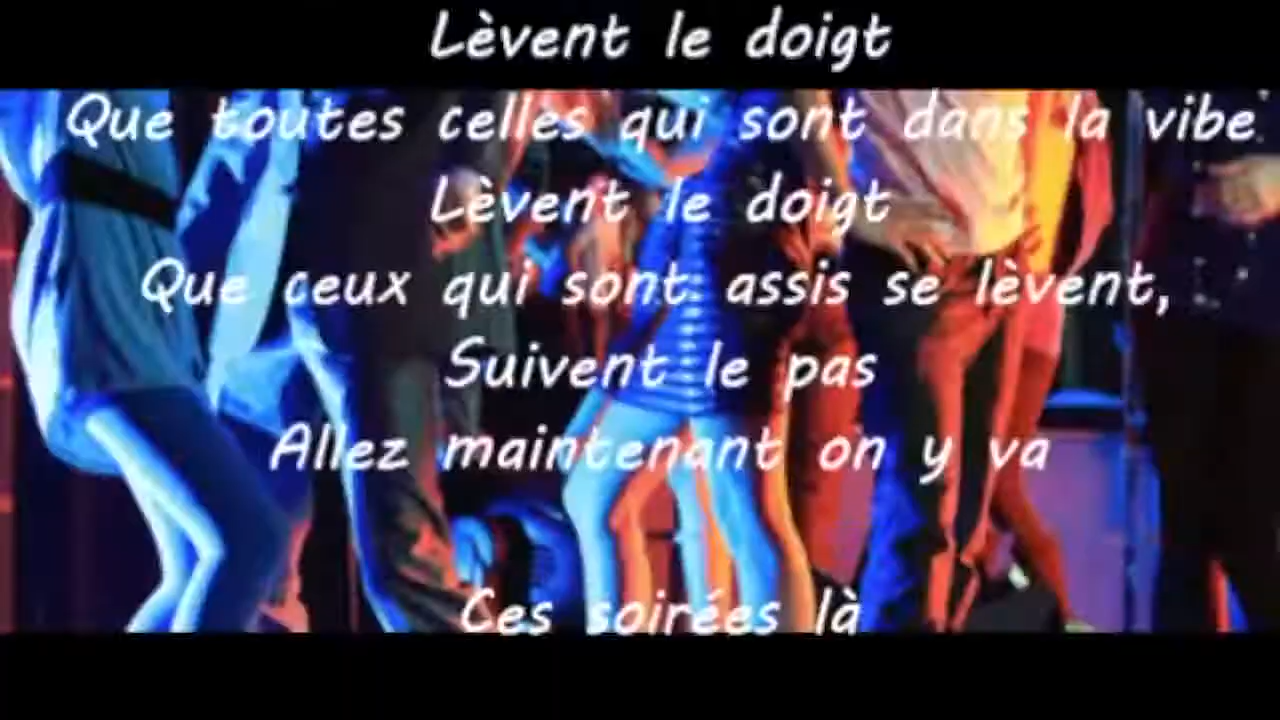 Lèvent le doigt
Que toutes celles qui sont dans la vibe
Lèvent le doigt
Que ceux qui sont assis se lèvent,
Suivent le pas
Allez maintenant on y va
Ces soirées là